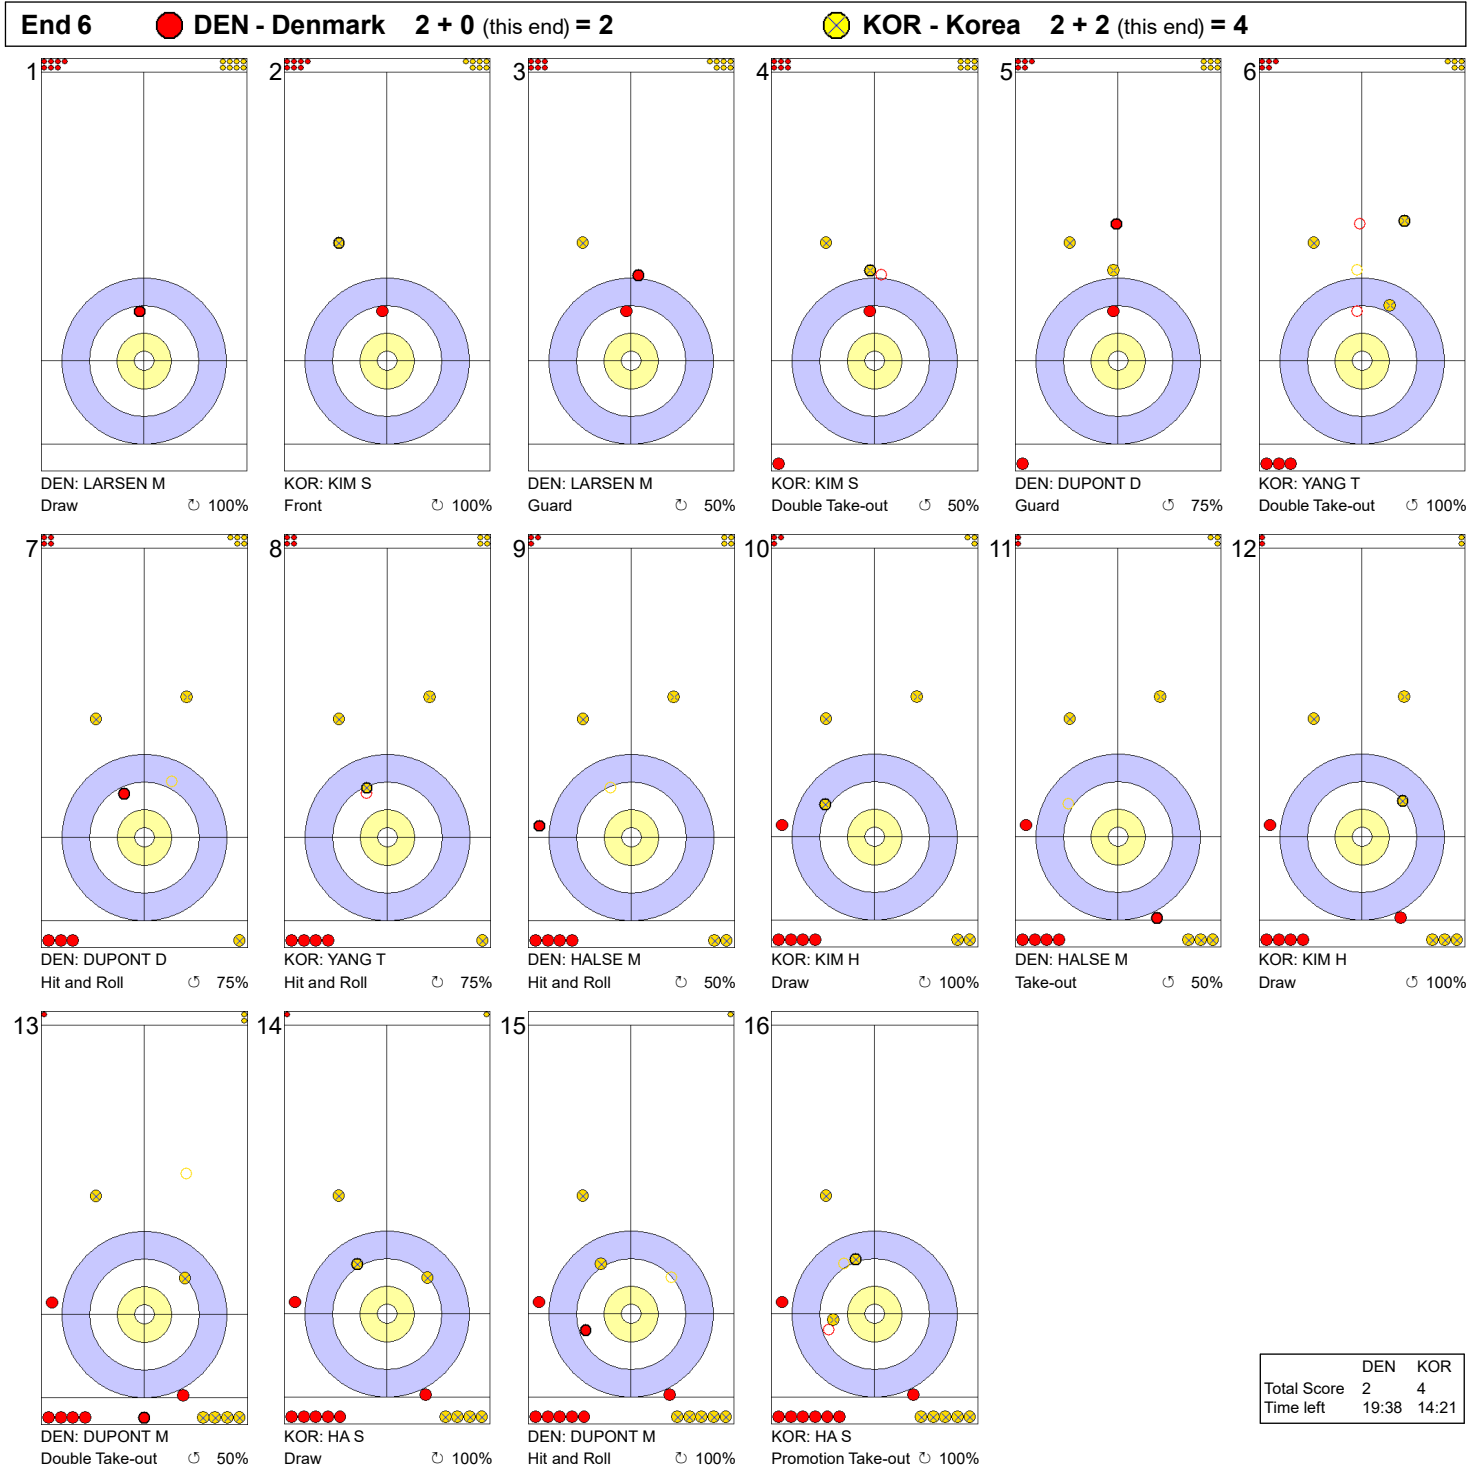 End 6 DEN - Denmark 2 + 0 (this end) = 2 KOR - Korea 2 + 2 (this end) = 4
1 2 3 4 5 6
DEN: LARSEN M KOR: KIM S DEN: LARSEN M KOR: KIM S DEN: DUPONT D KOR: YANG T
Draw ↻ 100% Front ↻ 100% Guard ↺ 50% Double Take-out ↺ 50% Guard ↺ 75% Double Take-out ↺ 100%
7 8 9 10 11 12
DEN: DUPONT D KOR: YANG T DEN: HALSE M KOR: KIM H DEN: HALSE M KOR: KIM H
Hit and Roll ↺ 75% Hit and Roll ↻ 75% Hit and Roll ↻ 50% Draw ↻ 100% Take-out ↺ 50% Draw ↺ 100%
13 14 15 16
DEN: DUPONT M KOR: HA S DEN: DUPONT M KOR: HA S
Double Take-out ↺ 50% Draw ↻ 100% Hit and Roll ↻ 100% Promotion Take-out ↻ 100%
DEN KOR
Total Score 2 4
Time left 19:38 14:21